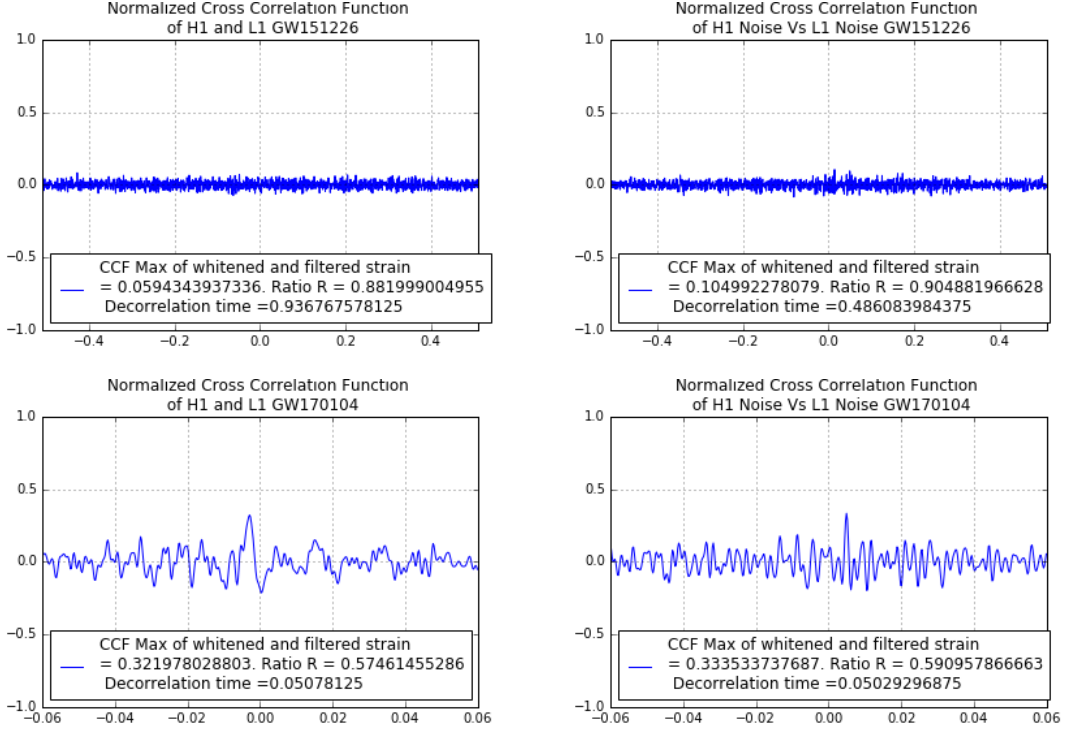 Normalized Cross Correlation Function
of H1 and L1 GW151226
1.0
0.5
0.0
−0.5
−1.0
−0.4
−0.2
0.0
0.2
0.4
CCF Max of whitened and filtered strain
= 0.0594343937336. Ratio R = 0.881999004955
Decorrelation time =0.936767578125
Normalized Cross Correlation Function
of H1 Noise Vs L1 Noise GW151226
1.0
0.5
0.0
−0.5
−1.0
−0.4
−0.2
0.0
0.2
0.4
CCF Max of whitened and filtered strain
= 0.104992278079. Ratio R = 0.904881966628
Decorrelation time =0.486083984375
Normalized Cross Correlation Function
of H1 and L1 GW170104
1.0
0.5
0.0
−0.5
−1.0
−0.06
−0.04
−0.02
0.00
0.02
0.04
0.06
CCF Max of whitened and filtered strain
= 0.321978028803. Ratio R = 0.57461455286
Decorrelation time =0.05078125
Normalized Cross Correlation Function
of H1 Noise Vs L1 Noise GW170104
1.0
0.5
0.0
−0.5
−1.0
−0.06
−0.04
−0.02
0.00
0.02
0.04
0.06
CCF Max of whitened and filtered strain
= 0.333533737687. Ratio R = 0.590957866663
Decorrelation time =0.05029296875